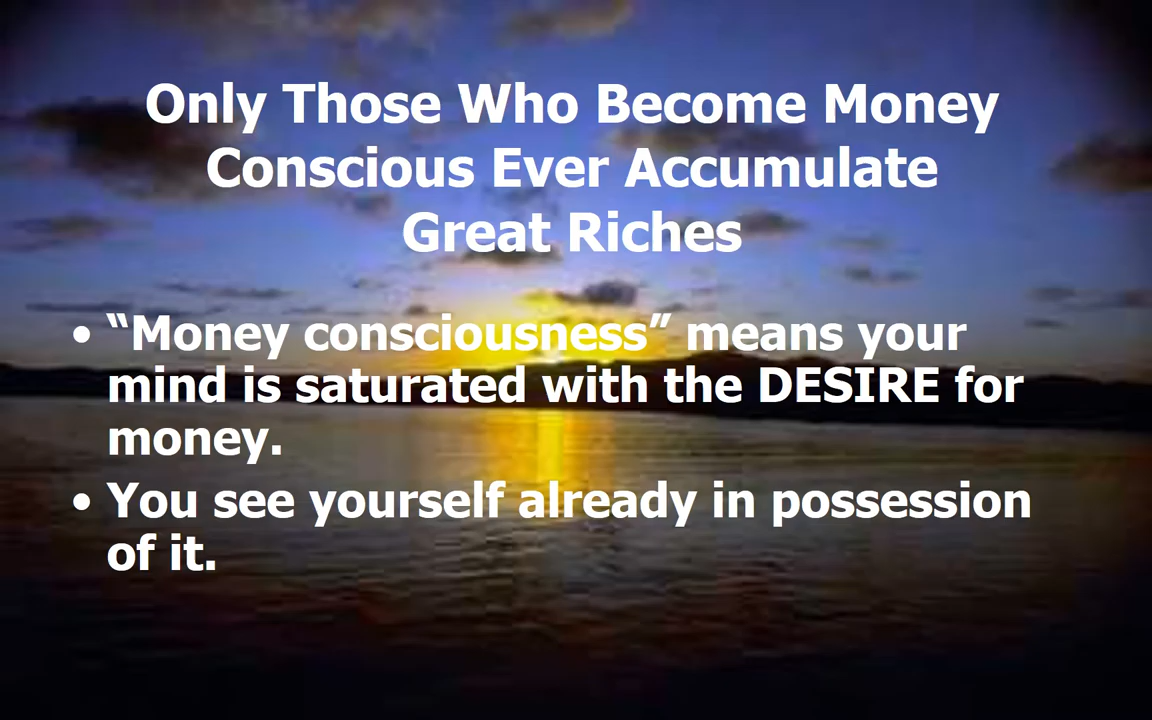 Only Those Who Become Money
Conscious Ever Accumulate
Great Riches
• “Money consciousness” means your
mind is saturated with the DESIRE for
money.
• You see yourself already in possession
of it.